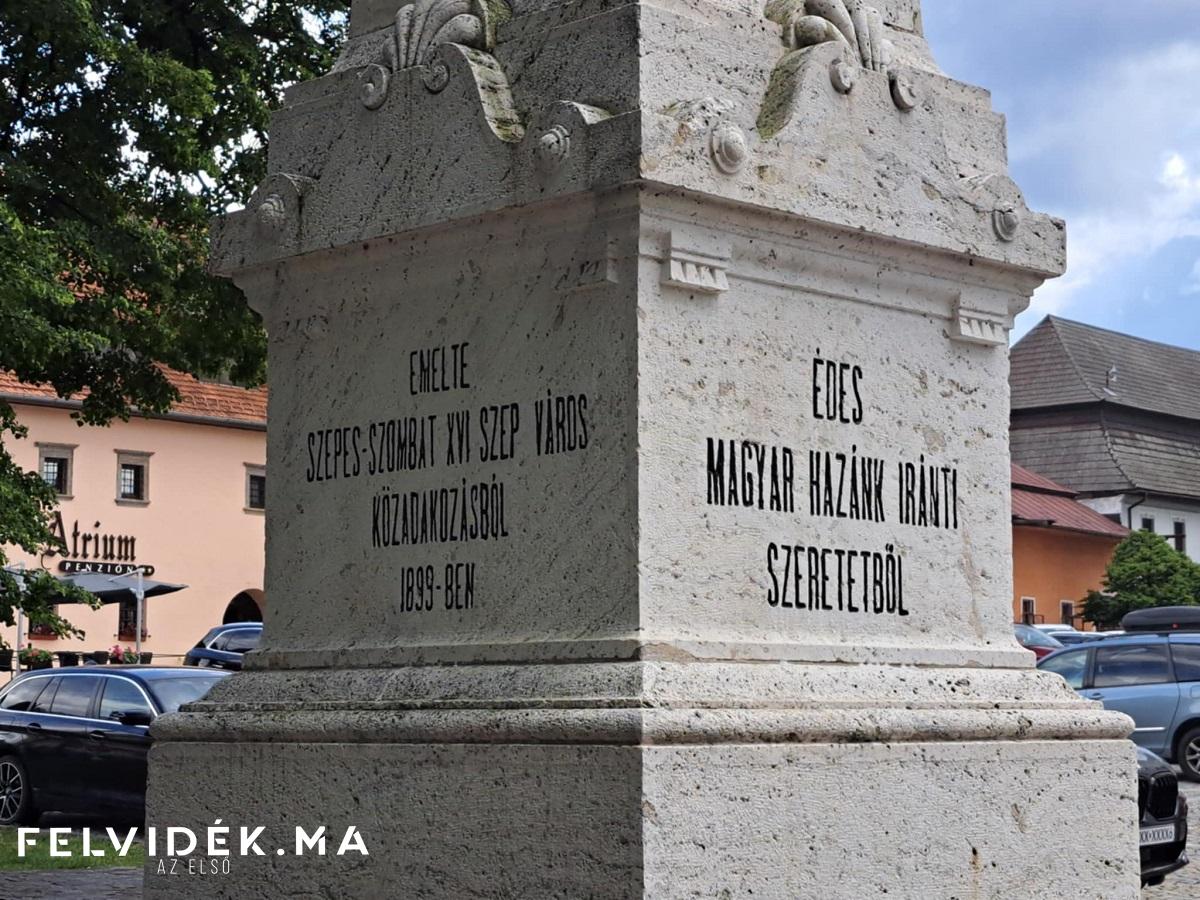 EMELTE
SZEPES-SZOMBAT XVI SZEP VÁROS
KÖZADAKOZÁSBÓL
1899-BEN
ÉDES
MAGYAR HAZÁNK IRÁNTI
SZERETETBŐL
Atrium
PENZIÓN
FELVIDÉK.MA
AZ ELSŐ